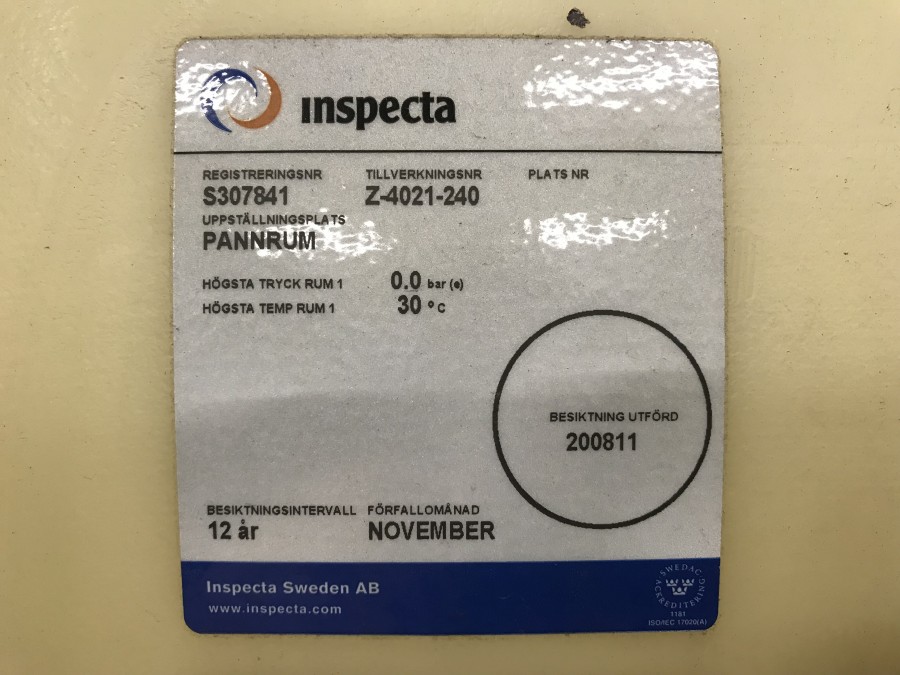 ınspecta
REGISTRERINGSNR TILLVERKNINGSNR PLATS NR
S307841 Z-4021-240
UPPSTÄLLNINGSPLATS
PANNRUM
HÖGSTA TRYCK RUM 1 0.0 bar (e)
HÖGSTA TEMP RUM 1 30 °C
BESIKTNING UTFÖRD
200811
BESIKTNINGSINTERVALL FÖRFALLOMÅNAD
12 år NOVEMBER
Inspecta Sweden AB
www.inspecta.com
SWEDAC
ACKREDITERING
1181
ISO/IEC 17020(A)